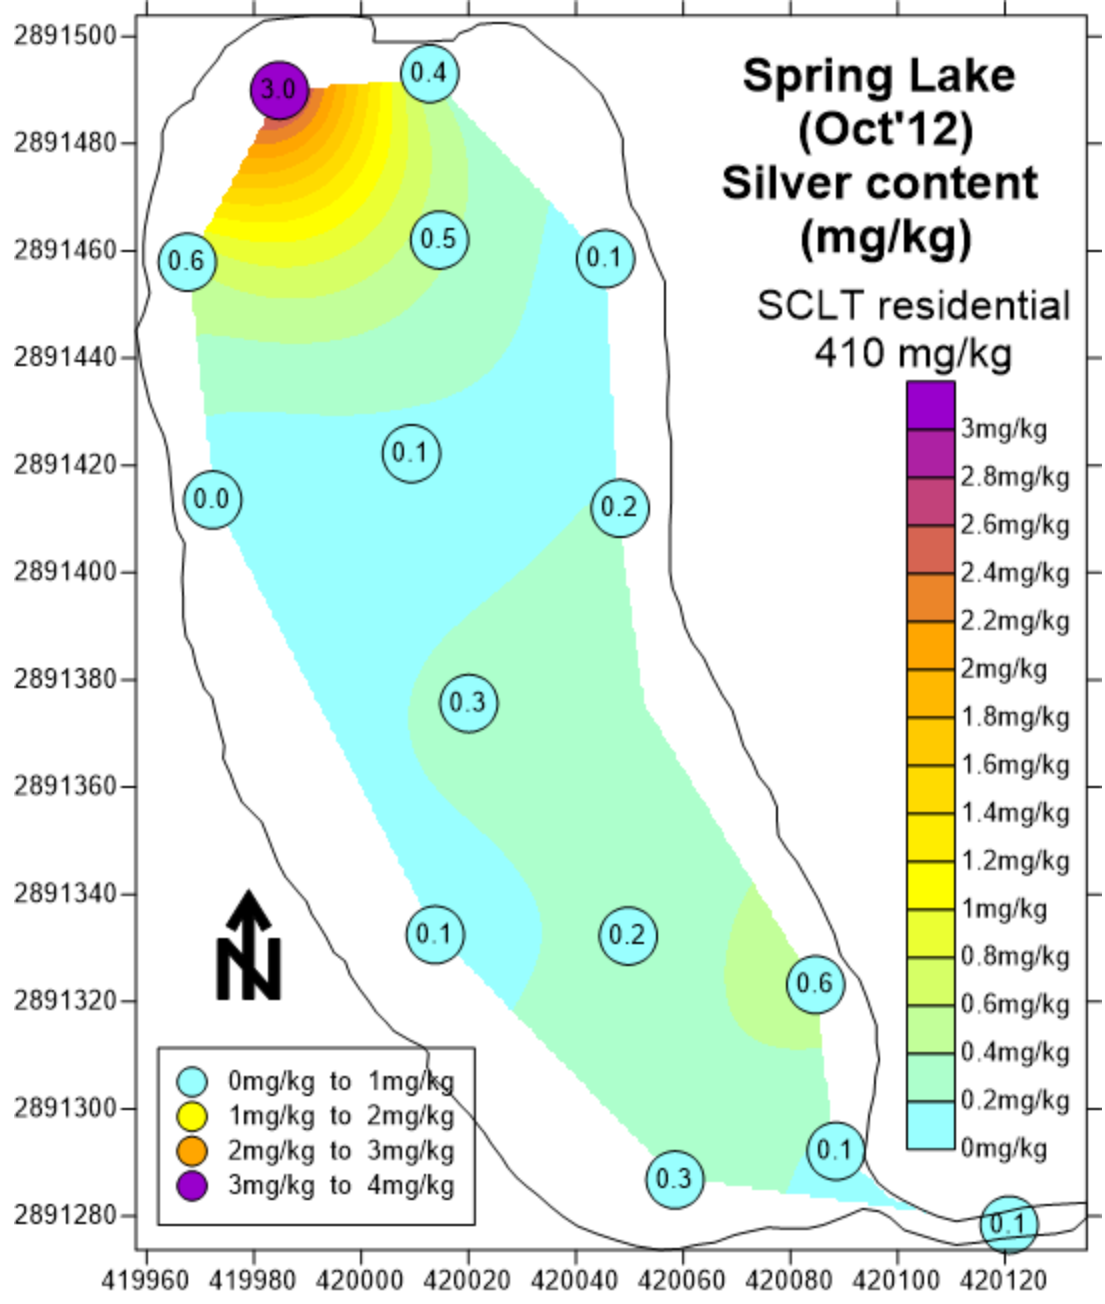 Spring Lake
(Oct'12)
Silver content
(mg/kg)
SCLT residential
410 mg/kg
3mg/kg
2.8mg/kg
2.6mg/kg
2.4mg/kg
2.2mg/kg
2mg/kg
1.8mg/kg
1.6mg/kg
1.4mg/kg
1.2mg/kg
1mg/kg
0.8mg/kg
0.6mg/kg
0.4mg/kg
0.2mg/kg
0mg/kg
2891500
2891480
2891460
2891440
2891420
2891400
2891380
2891360
2891340
2891320
2891300
2891280
3.0
0.4
0.6
0.5
0.1
0.1
0.0
0.2
0.3
0.1
0.2
0.6
0.1
0.3
0.1
N
0mg/kg to 1mg/kg
1mg/kg to 2mg/kg
2mg/kg to 3mg/kg
3mg/kg to 4mg/kg
419960 419980 420000 420020 420040 420060 420080 420100 420120